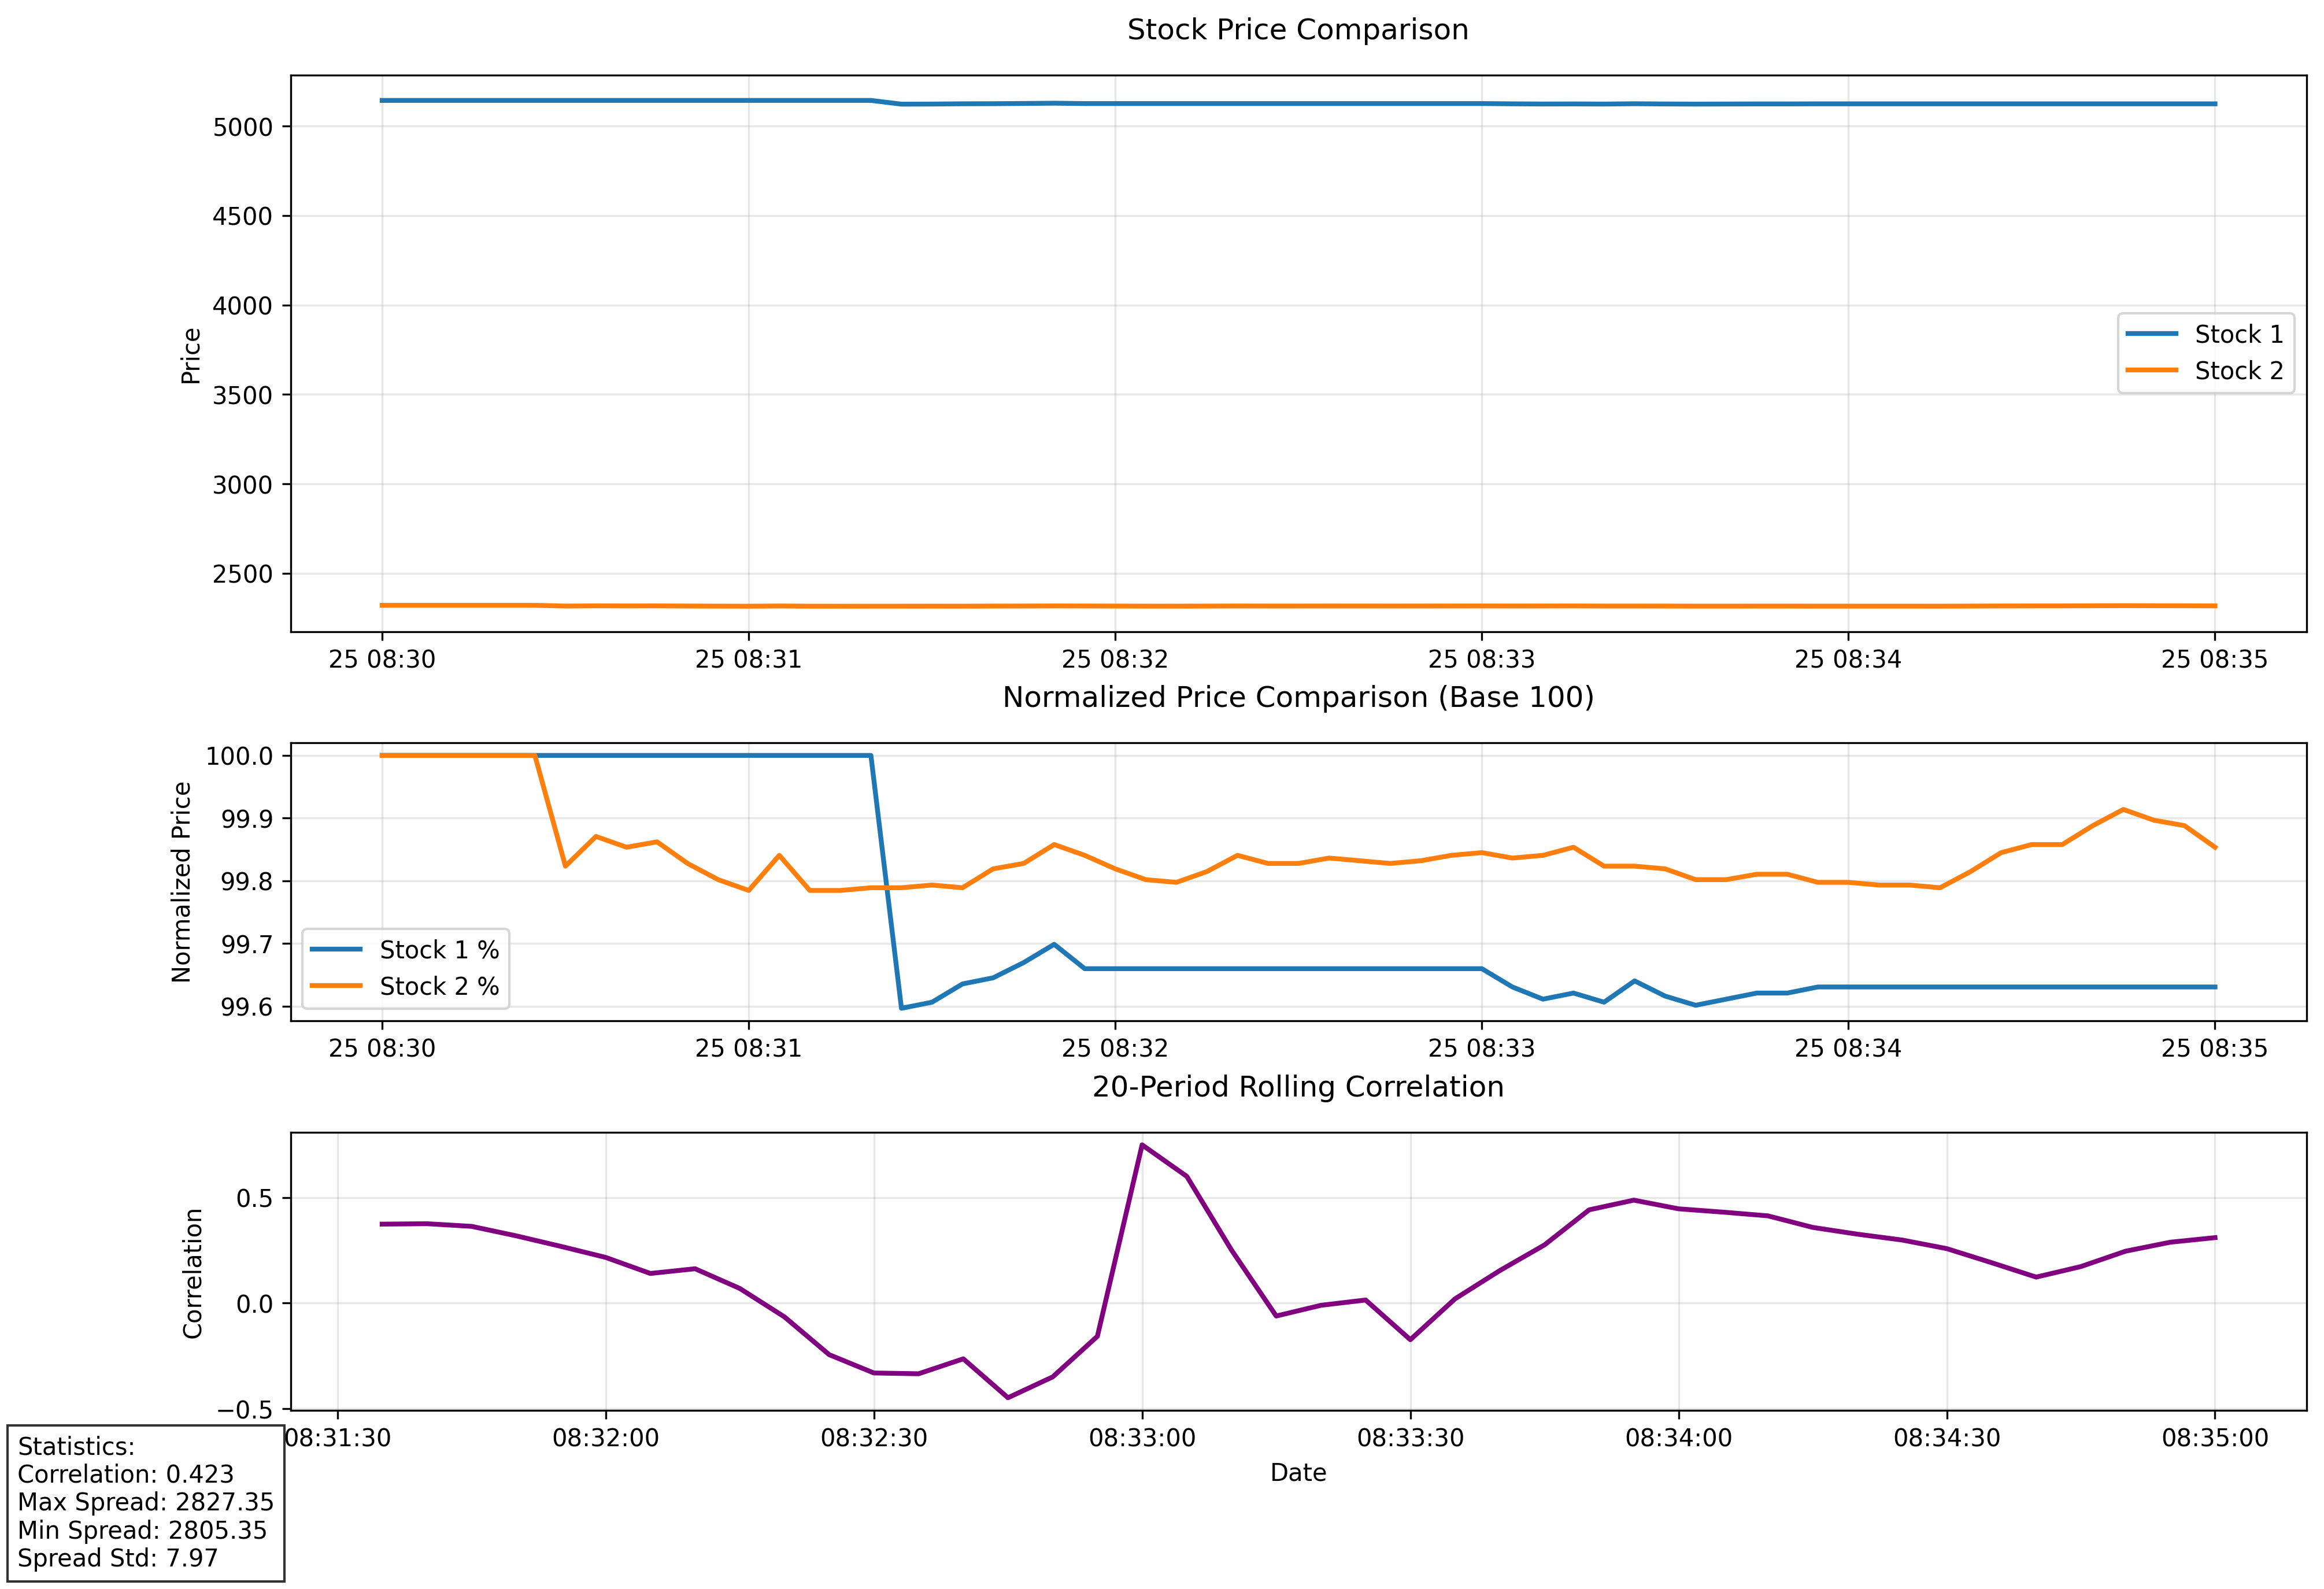 Stock Price Comparison
Price
5000
4500
4000
3500
3000
2500
Stock 1
Stock 2
25 08:30 25 08:31 25 08:32 25 08:33 25 08:34 25 08:35
Normalized Price Comparison (Base 100)
Normalized Price
100.0
99.9
99.8
99.7
99.6
Stock 1 %
Stock 2 %
25 08:30 25 08:31 25 08:32 25 08:33 25 08:34 25 08:35
20-Period Rolling Correlation
Correlation
0.5
0.0
−0.5
08:31:30 08:32:00 08:32:30 08:33:00 08:33:30 08:34:00 08:34:30 08:35:00
Date
Statistics:
Correlation: 0.423
Max Spread: 2827.35
Min Spread: 2805.35
Spread Std: 7.97